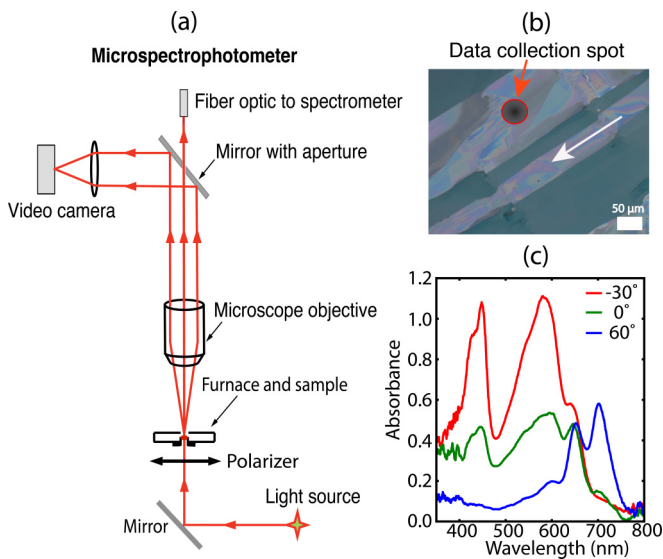 (a)
Microspectrophotometer
Fiber optic to spectrometer
Mirror with aperture
Video camera
Microscope objective
Furnace and sample
Polarizer
Light source
Mirror
(b)
Data collection spot
50 µm
(c)
-30°
0°
60°
Absorbance
1.2
1.0
0.8
0.6
0.4
0.2
0.0
400 500 600 700 800
Wavelength (nm)